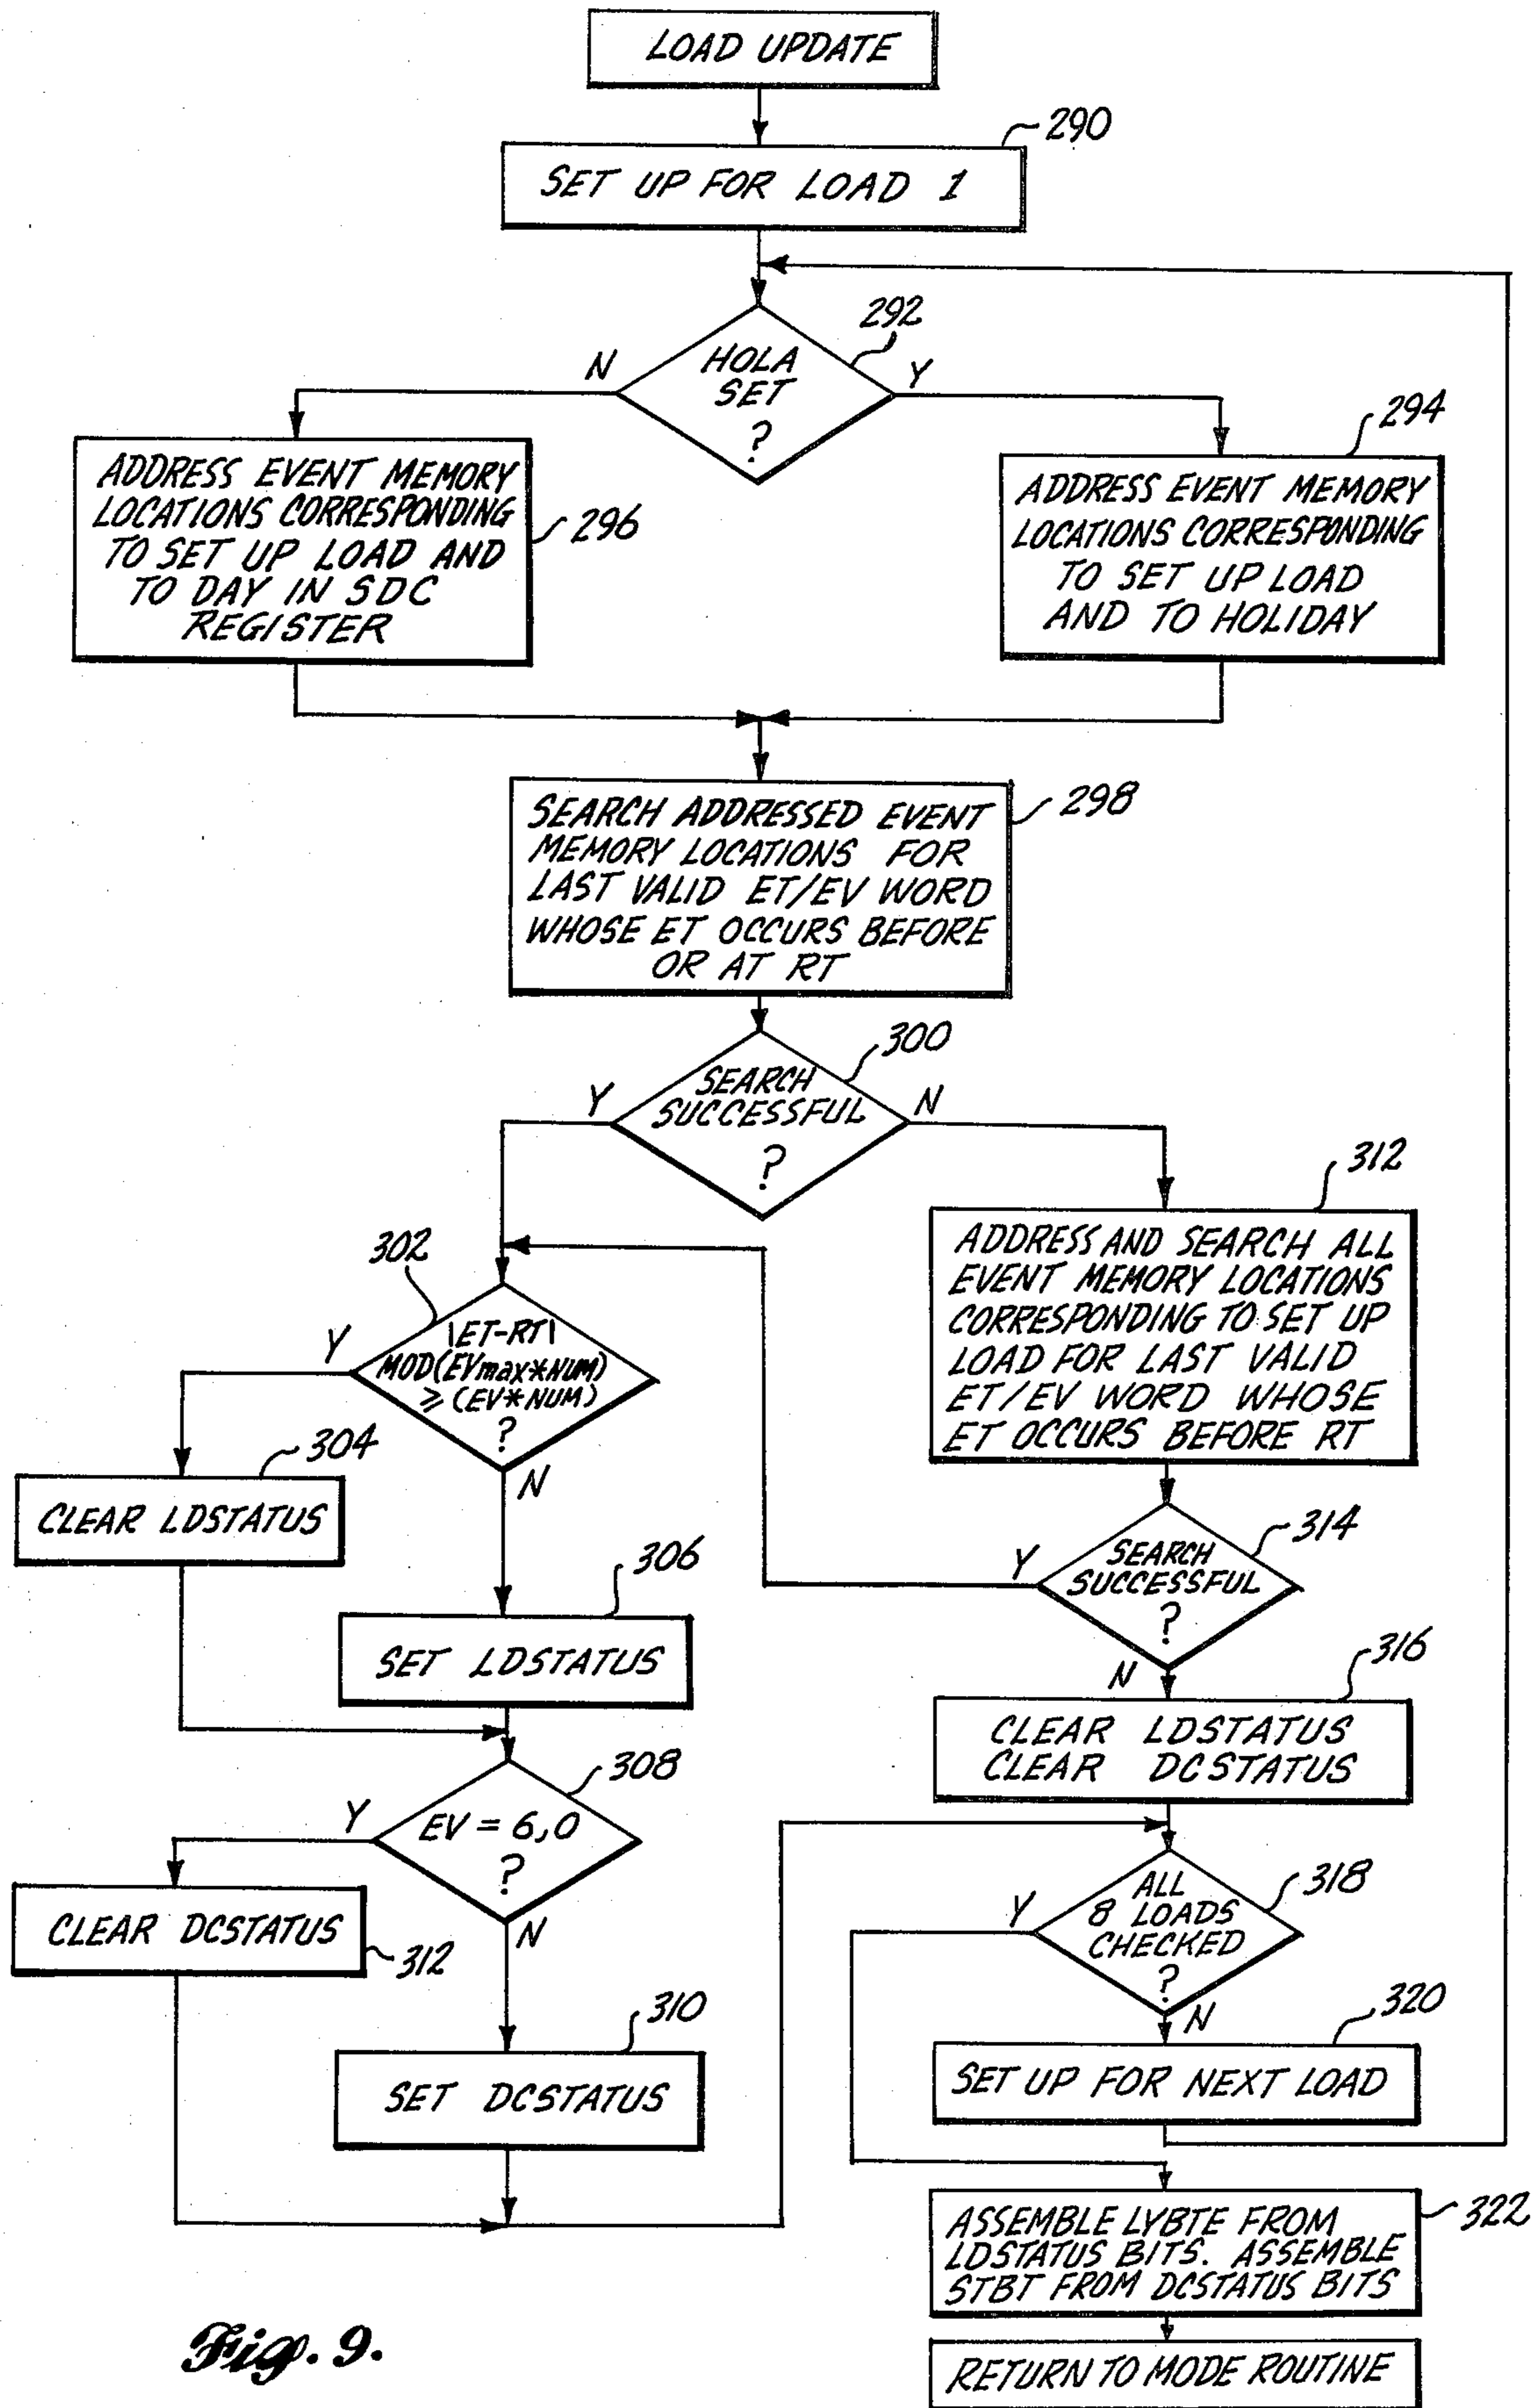 LOAD UPDATE
290
SET UP FOR LOAD 1
292
HOLA
SET
?
N
Y
294
ADDRESS EVENT MEMORY
LOCATIONS CORRESPONDING
TO SET UP LOAD AND
TO DAY IN SDC
REGISTER
296
ADDRESS EVENT MEMORY
LOCATIONS CORRESPONDING
TO SET UP LOAD
AND TO HOLIDAY
298
SEARCH ADDRESSED EVENT
MEMORY LOCATIONS FOR
LAST VALID ET/EV WORD
WHOSE ET OCCURS BEFORE
OR AT RT
300
SEARCH
SUCCESSFUL
?
Y
N
312
ADDRESS AND SEARCH ALL
EVENT MEMORY LOCATIONS
CORRESPONDING TO SET UP
LOAD FOR LAST VALID
ET/EV WORD WHOSE
ET OCCURS BEFORE RT
302
|ET-RT|
MOD(EVmax*NUM)
≥ (EV*NUM)
?
Y
N
304
CLEAR LDSTATUS
306
SET LDSTATUS
314
SEARCH
SUCCESSFUL
?
Y
N
316
CLEAR LDSTATUS
CLEAR DCSTATUS
308
EV = 6,0
?
Y
N
CLEAR DCSTATUS
312
310
SET DCSTATUS
318
ALL
8 LOADS
CHECKED
?
Y
N
320
SET UP FOR NEXT LOAD
322
ASSEMBLE LYBTE FROM
LDSTATUS BITS. ASSEMBLE
STBT FROM DCSTATUS BITS
RETURN TO MODE ROUTINE
Fig. 9.